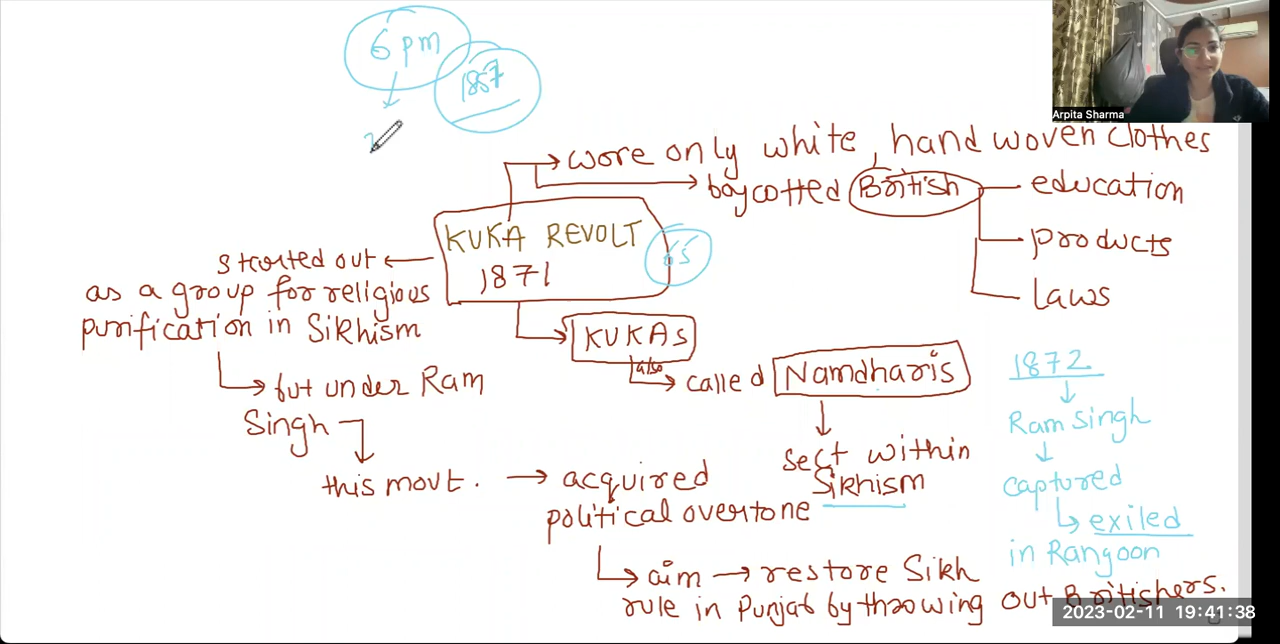 6 pm
1857
Arpita Sharma
wore only white, hand woven clothes
boycotted British
education
products
laws
KUKA REVOLT
1871
65
started out
as a group for religious
purification in Sikhism
but under Ram
Singh
this movt.
acquired
political overtone
aim → restore Sikh
rule in Punjab by throwing out Britishers.
KUKAs
also
called Namdharis
sect within
Sikhism
1872
Ram Singh
captured
exiled
in Rangoon
2023-02-11 19:41:38